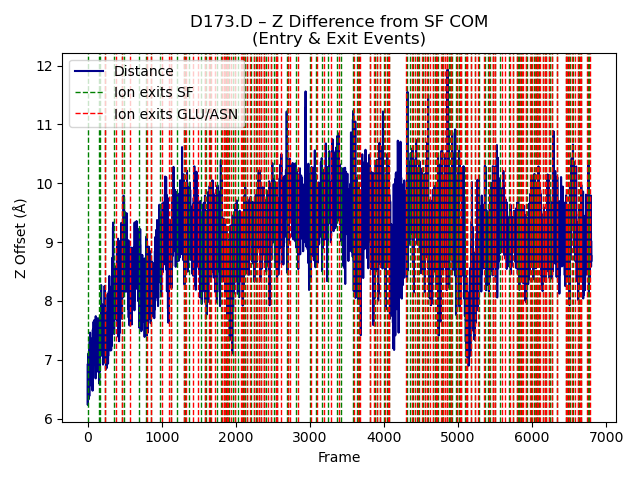 D173.D – Z Difference from SF COM
(Entry & Exit Events)
Distance
Ion exits SF
Ion exits GLU/ASN
Z Offset (Å)
12
11
10
9
8
7
6
0
1000
2000
3000
4000
5000
6000
7000
Frame